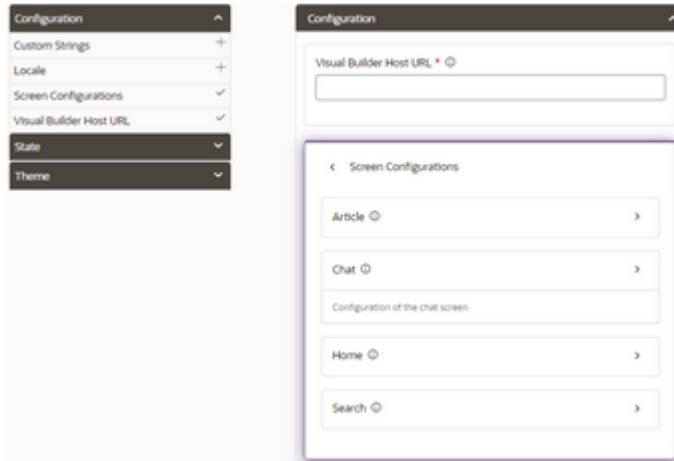 Configuration
Custom Strings
Locale
Screen Configurations
Visual Builder Host URL
State
Theme
Configuration
Visual Builder Host URL *
Screen Configurations
Article
Chat
Configuration of the chat screen
Home
Search